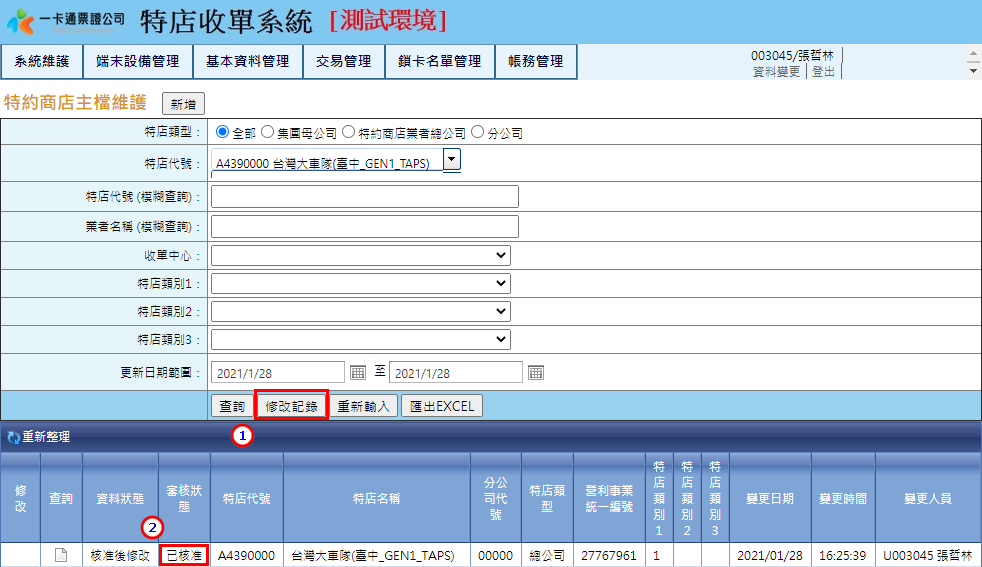 一卡通票證公司 特店收單系統 [測試環境]
系統維護 端末設備管理 基本資料管理 交易管理 鎖卡名單管理 帳務管理
003045/張哲林
資料變更 登出
特約商店主檔維護 新增
特店類型： 全部 集團母公司 特約商店業者總公司 分公司
特店代號： A4390000 台灣大車隊(臺中_GEN1_TAPS)
特店代號 (模糊查詢)：
業者名稱 (模糊查詢)：
收單中心：
特店類別1：
特店類別2：
特店類別3：
更新日期範圍： 2021/1/28 至 2021/1/28
查詢 修改記錄 重新輸入 匯出EXCEL
重新整理 1
修改 查詢 資料狀態 審核狀態 特店代號 特店名稱 分公司代號 特店類型 營利事業統一編號 特店類別1 特店類別2 特店類別3 變更日期 變更時間 變更人員
2
核准後修改 已核准 A4390000 台灣大車隊(臺中_GEN1_TAPS) 00000 總公司 27767961 1 2021/01/28 16:25:39 U003045 張哲林